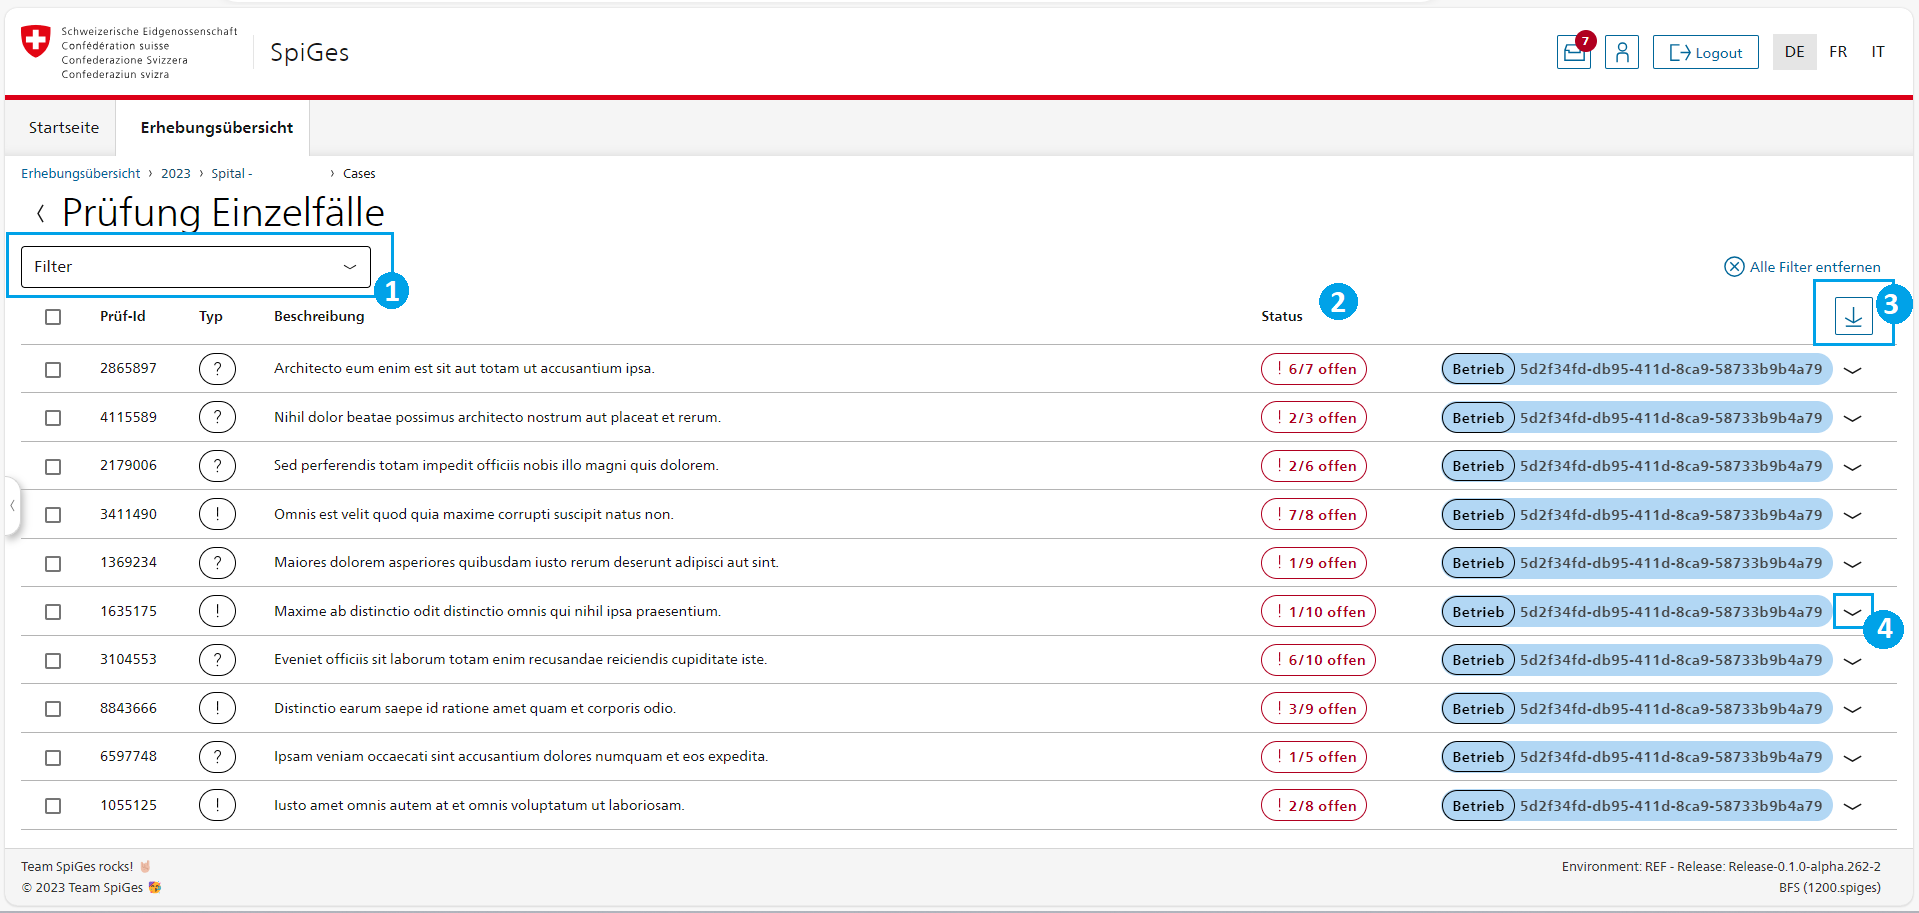 Schweizerische Eidgenossenschaft
Confédération suisse
Confederazione Svizzera
Confederaziun svizra
SpiGes
7
Logout
DE FR IT
Startseite Erhebungsübersicht
Erhebungsübersicht › 2023 › Spital - › Cases
Prüfung Einzelfälle
Filter
1
Alle Filter entfernen
Prüf-Id Typ Beschreibung Status
2
3
2865897 ? Architecto eum enim est sit aut totam ut accusantium ipsa. ! 6/7 offen Betrieb 5d2f34fd-db95-411d-8ca9-58733b9b4a79
4115589 ? Nihil dolor beatae possimus architecto nostrum aut placeat et rerum. ! 2/3 offen Betrieb 5d2f34fd-db95-411d-8ca9-58733b9b4a79
2179006 ? Sed perferendis totam impedit officiis nobis illo magni quis dolorem. ! 2/6 offen Betrieb 5d2f34fd-db95-411d-8ca9-58733b9b4a79
3411490 ! Omnis est velit quod quia maxime corrupti suscipit natus non. ! 7/8 offen Betrieb 5d2f34fd-db95-411d-8ca9-58733b9b4a79
1369234 ? Maiores dolorem asperiores quibusdam iusto rerum deserunt adipisci aut sint. ! 1/9 offen Betrieb 5d2f34fd-db95-411d-8ca9-58733b9b4a79
1635175 ! Maxime ab distinctio odit distinctio omnis qui nihil ipsa praesentium. ! 1/10 offen Betrieb 5d2f34fd-db95-411d-8ca9-58733b9b4a79
4
3104553 ? Eveniet officiis sit laborum totam enim recusandae reiciendis cupiditate iste. ! 6/10 offen Betrieb 5d2f34fd-db95-411d-8ca9-58733b9b4a79
8843666 ! Distinctio earum saepe id ratione amet quam et corporis odio. ! 3/9 offen Betrieb 5d2f34fd-db95-411d-8ca9-58733b9b4a79
6597748 ? Ipsam veniam occaecati sint accusantium dolores numquam et eos expedita. ! 1/5 offen Betrieb 5d2f34fd-db95-411d-8ca9-58733b9b4a79
1055125 ! Iusto amet omnis autem at et omnis voluptatum ut laboriosam. ! 2/8 offen Betrieb 5d2f34fd-db95-411d-8ca9-58733b9b4a79
Team SpiGes rocks! 🤘🏻 Environment: REF - Release: Release-0.1.0-alpha.262-2
© 2023 Team SpiGes BFS (1200.spiges)